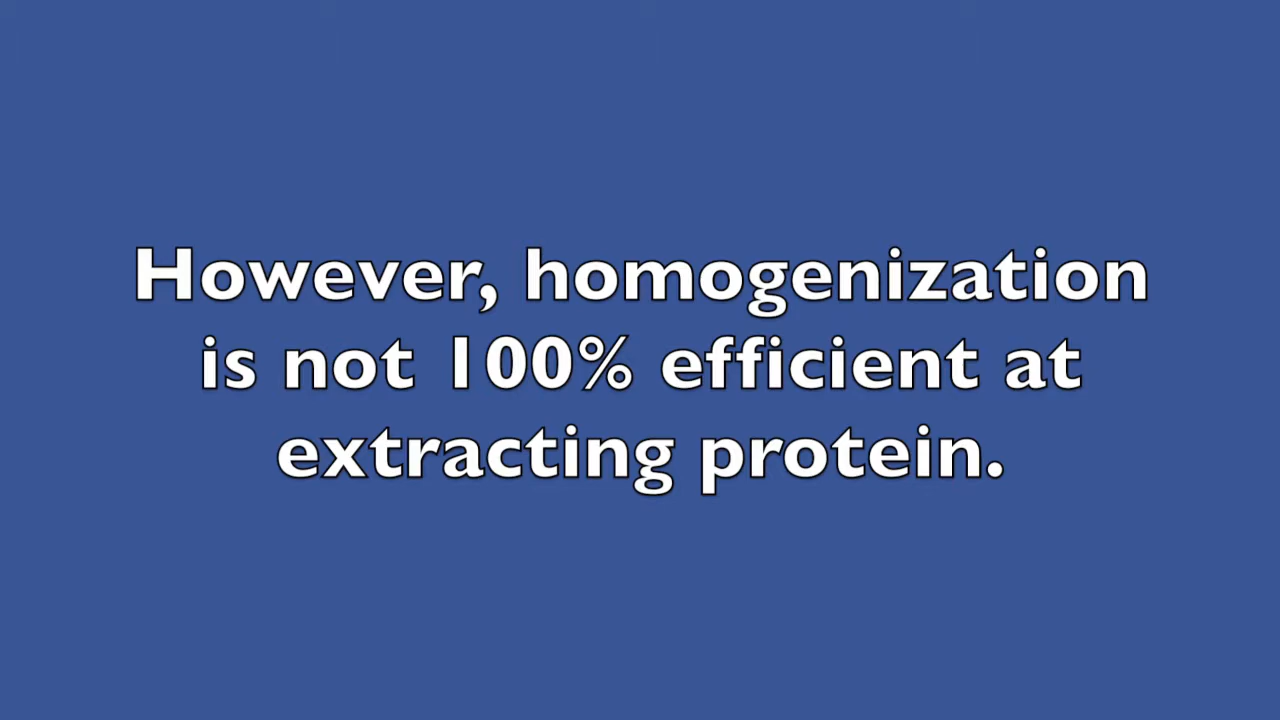 However, homogenization
is not 100% efficient at
extracting protein.